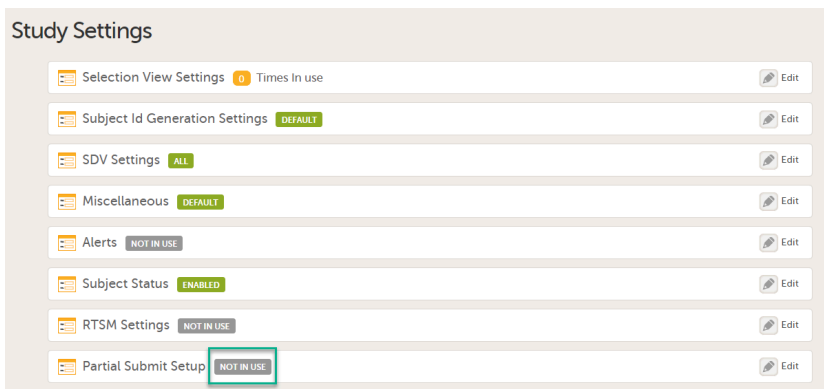 Study Settings
Selection View Settings 0 Times In use Edit
Subject Id Generation Settings DEFAULT Edit
SDV Settings ALL Edit
Miscellaneous DEFAULT Edit
Alerts NOT IN USE Edit
Subject Status ENABLED Edit
RTSM Settings NOT IN USE Edit
Partial Submit Setup NOT IN USE Edit